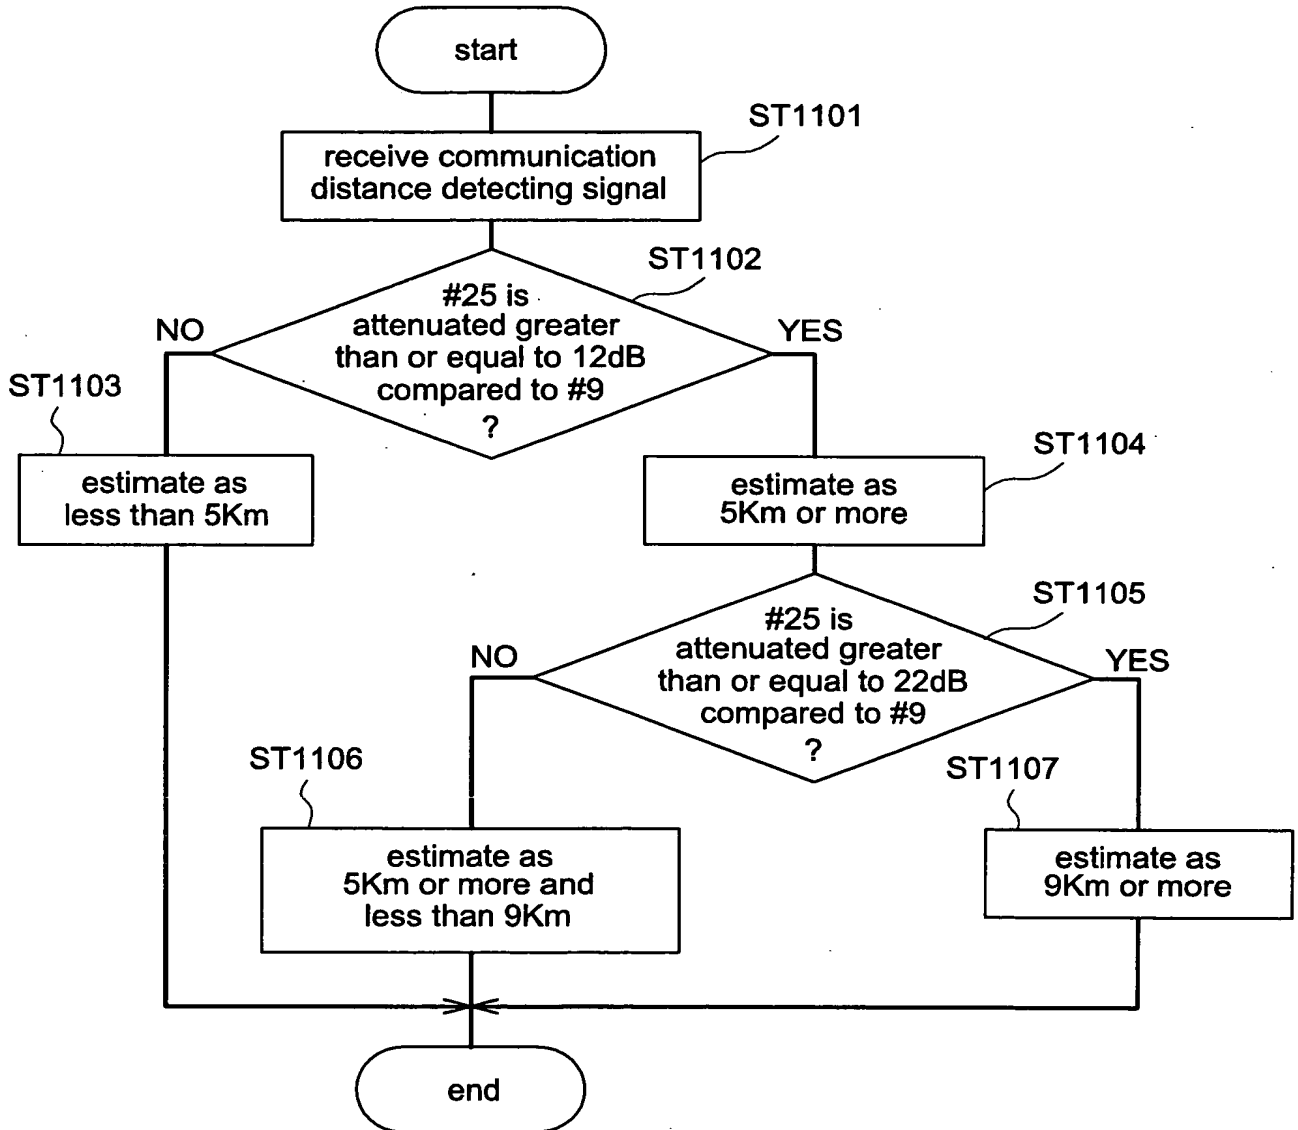 start
ST1101
receive communication
distance detecting signal
ST1102
#25 is
attenuated greater
than or equal to 12dB
compared to #9
?
NO
YES
ST1103
estimate as
less than 5Km
ST1104
estimate as
5Km or more
ST1105
#25 is
attenuated greater
than or equal to 22dB
compared to #9
?
NO
YES
ST1106
estimate as
5Km or more and
less than 9Km
ST1107
estimate as
9Km or more
end